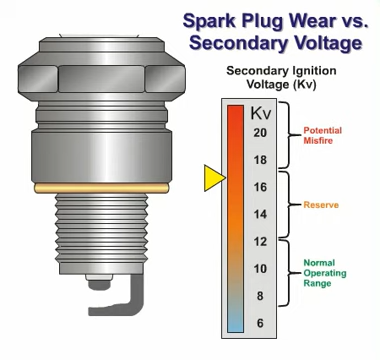 Spark Plug Wear vs.
Secondary Voltage
Secondary Ignition
Voltage (Kv)
Kv
20
18
16
14
12
10
8
6
Potential
Misfire
Reserve
Normal
Operating
Range